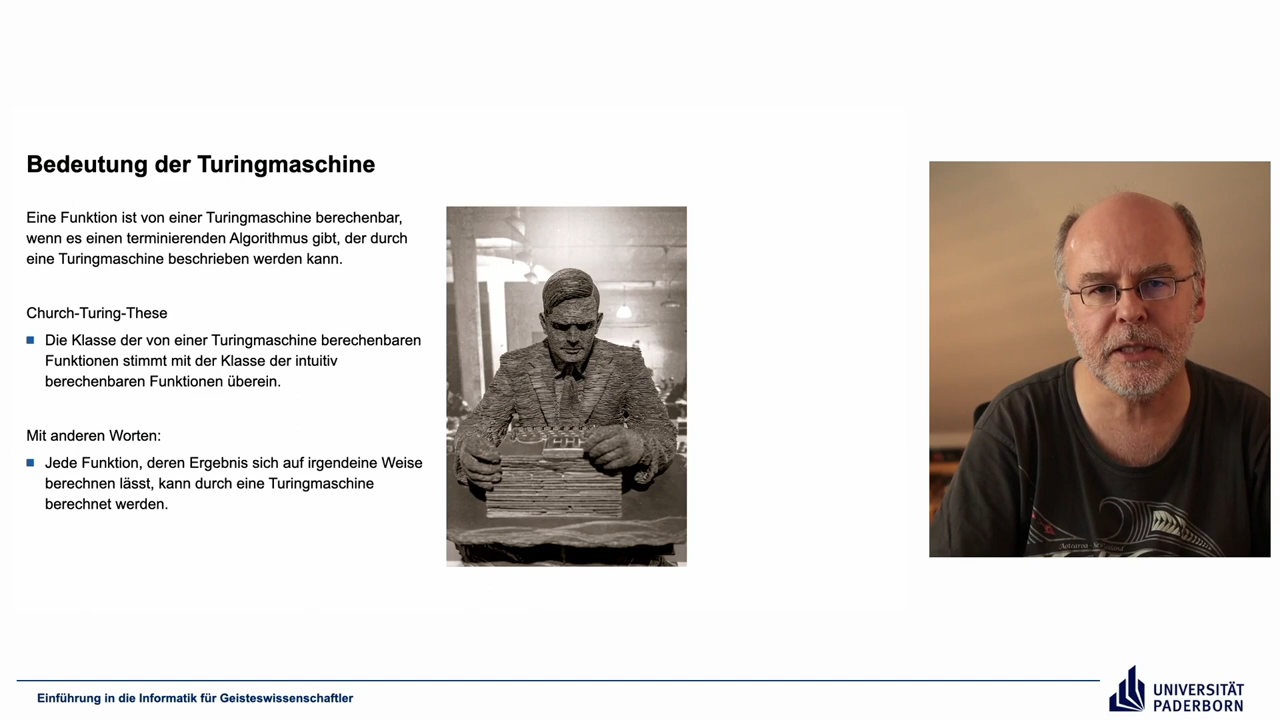 Bedeutung der Turingmaschine
Eine Funktion ist von einer Turingmaschine berechenbar,
wenn es einen terminierenden Algorithmus gibt, der durch
eine Turingmaschine beschrieben werden kann.
Church-Turing-These
Die Klasse der von einer Turingmaschine berechenbaren
Funktionen stimmt mit der Klasse der intuitiv
berechenbaren Funktionen überein.
Mit anderen Worten:
Jede Funktion, deren Ergebnis sich auf irgendeine Weise
berechnen lässt, kann durch eine Turingmaschine
berechnet werden.
Aotearoa
Einführung in die Informatik für Geisteswissenschaftler
UNIVERSITÄT
PADERBORN